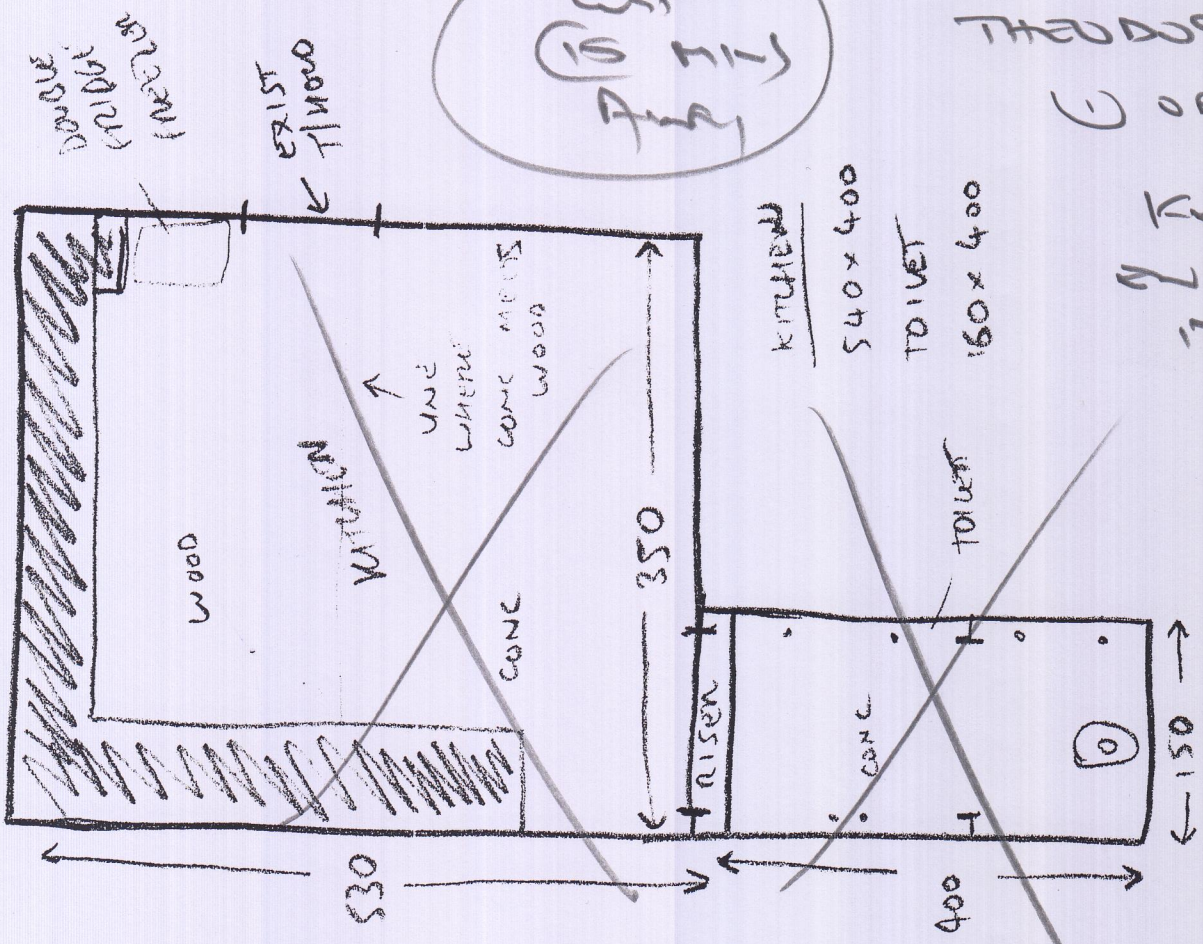 DOUBLE
FRIDGE
FREEZER
EXIST
T/HOLD
15 MINS
AWAY
WOOD
KITCHEN
LINE
WHERE
CONC MEETS
WOOD
CONC
350
530
RISER
CONC
TOILET
400
150
KITCHEN
540 x 400
TOILET
160 x 400